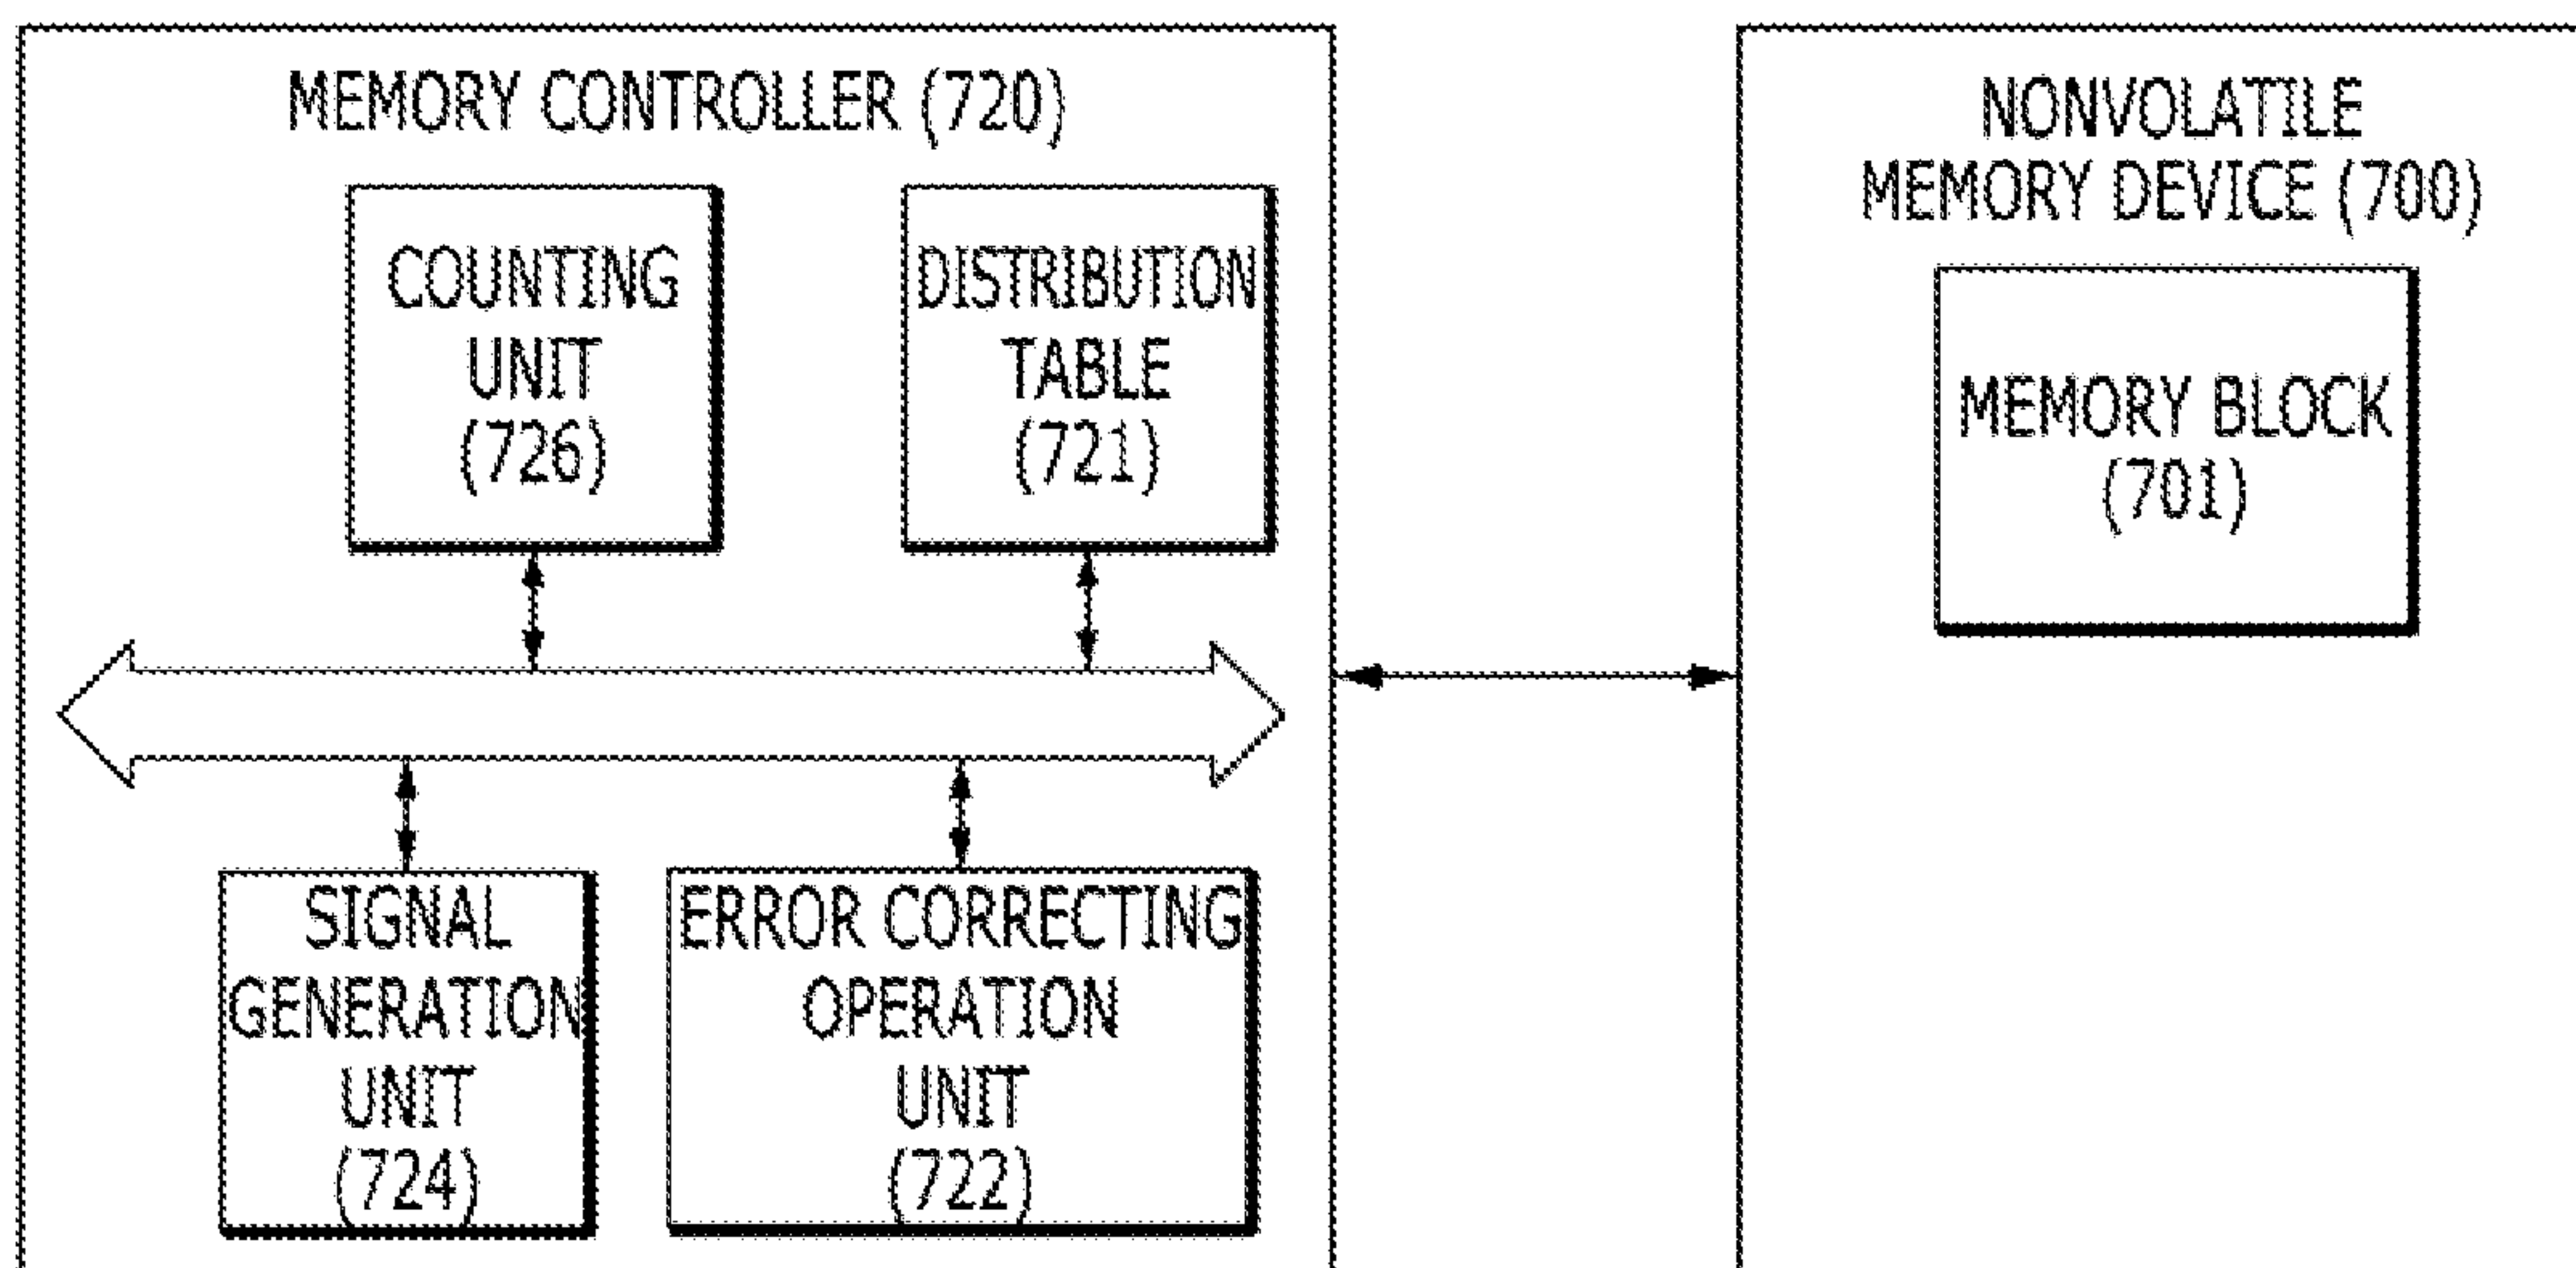 MEMORY CONTROLLER (720)
COUNTING
UNIT
(726)
DISTRIBUTION
TABLE
(721)
SIGNAL
GENERATION
UNIT
(724)
ERROR CORRECTING
OPERATION
UNIT
(722)
NONVOLATILE
MEMORY DEVICE (700)
MEMORY BLOCK
(701)